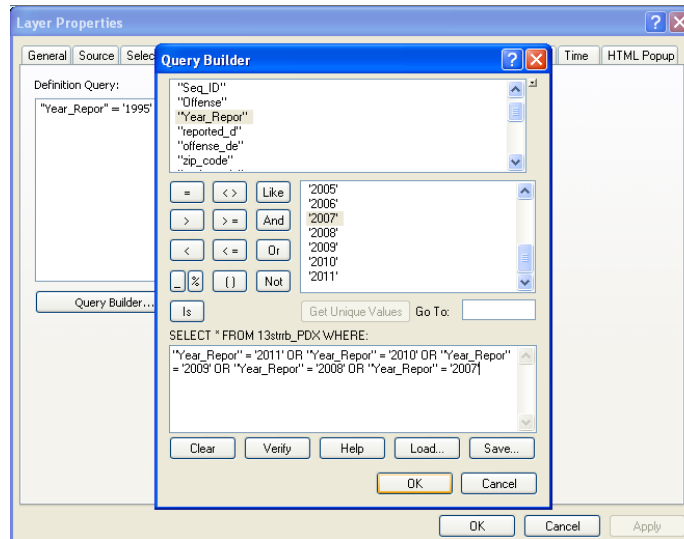 Layer Properties
General Source Selec Time HTML Popup
Definition Query:
"Year_Repor" = '1995'
Query Builder...
Query Builder
"Seq_ID"
"Offense"
"Year_Repor"
"reported_d"
"offense_de"
"zip_code"
= < > Like
'2005'
'2006'
> > = And
'2007'
'2008'
< < = Or
'2009'
'2010'
_ % ( ) Not
'2011'
Is Get Unique Values Go To:
SELECT * FROM 13strrb_PDX WHERE:
"Year_Repor" = '2011' OR "Year_Repor" = '2010' OR "Year_Repor"
= '2009' OR "Year_Repor" = '2008' OR "Year_Repor" = '2007'
Clear Verify Help Load... Save...
OK Cancel
OK Cancel Apply